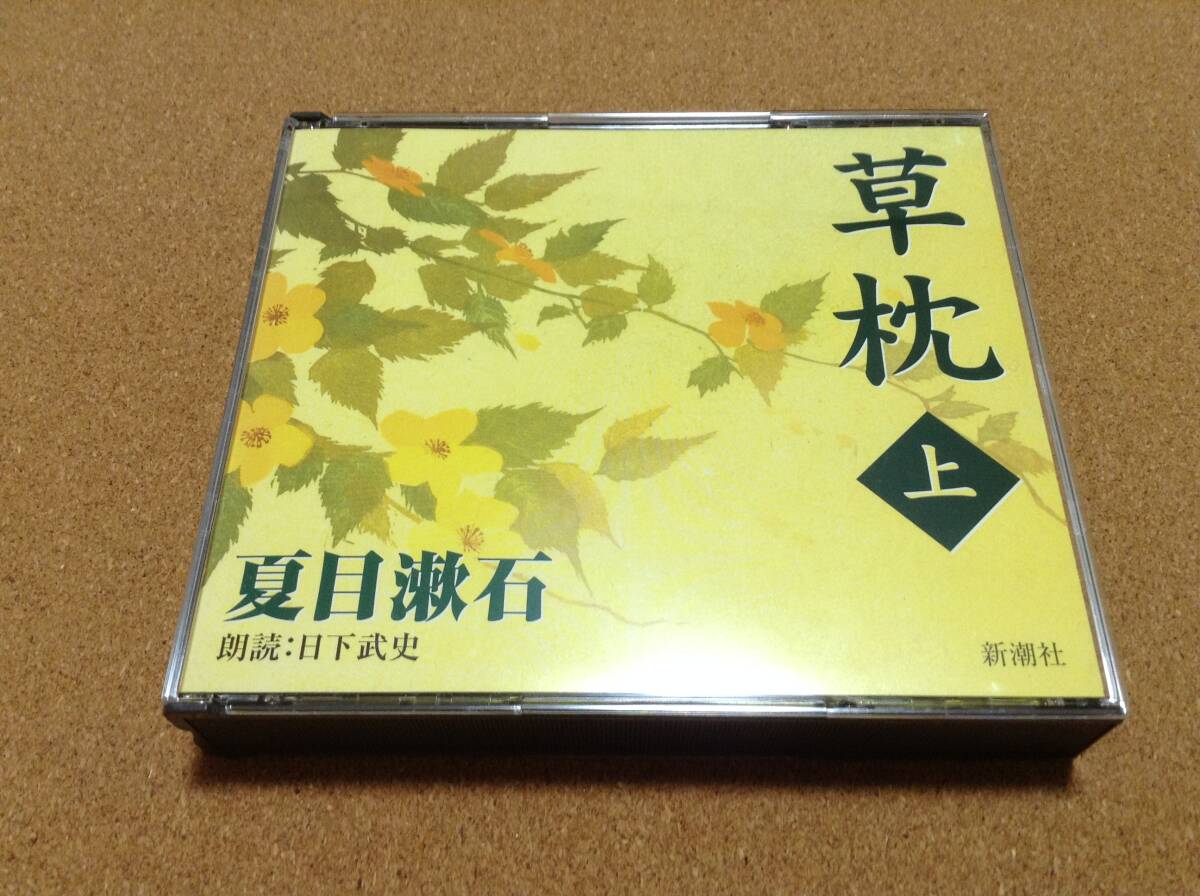 草枕
上
夏目漱石
朗読：日下武史
新潮社